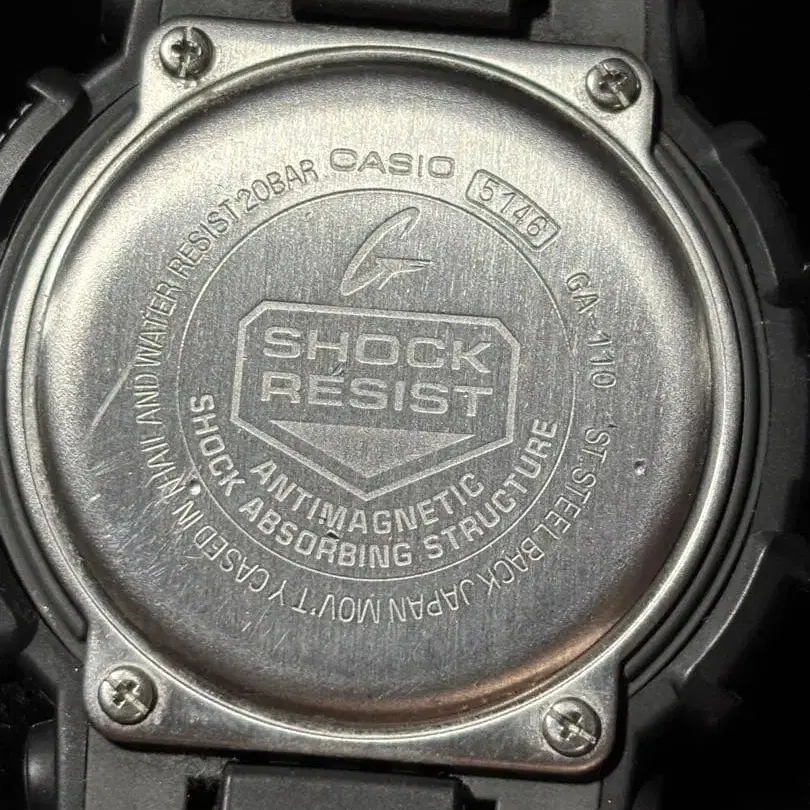 CASIO 5146 GA-110 ST. STEEL BACK JAPAN MOV'T Y CASED IN THAILAND WATER RESIST 20BAR
G
SHOCK
RESIST
ANTIMAGNETIC
SHOCK ABSORBING STRUCTURE